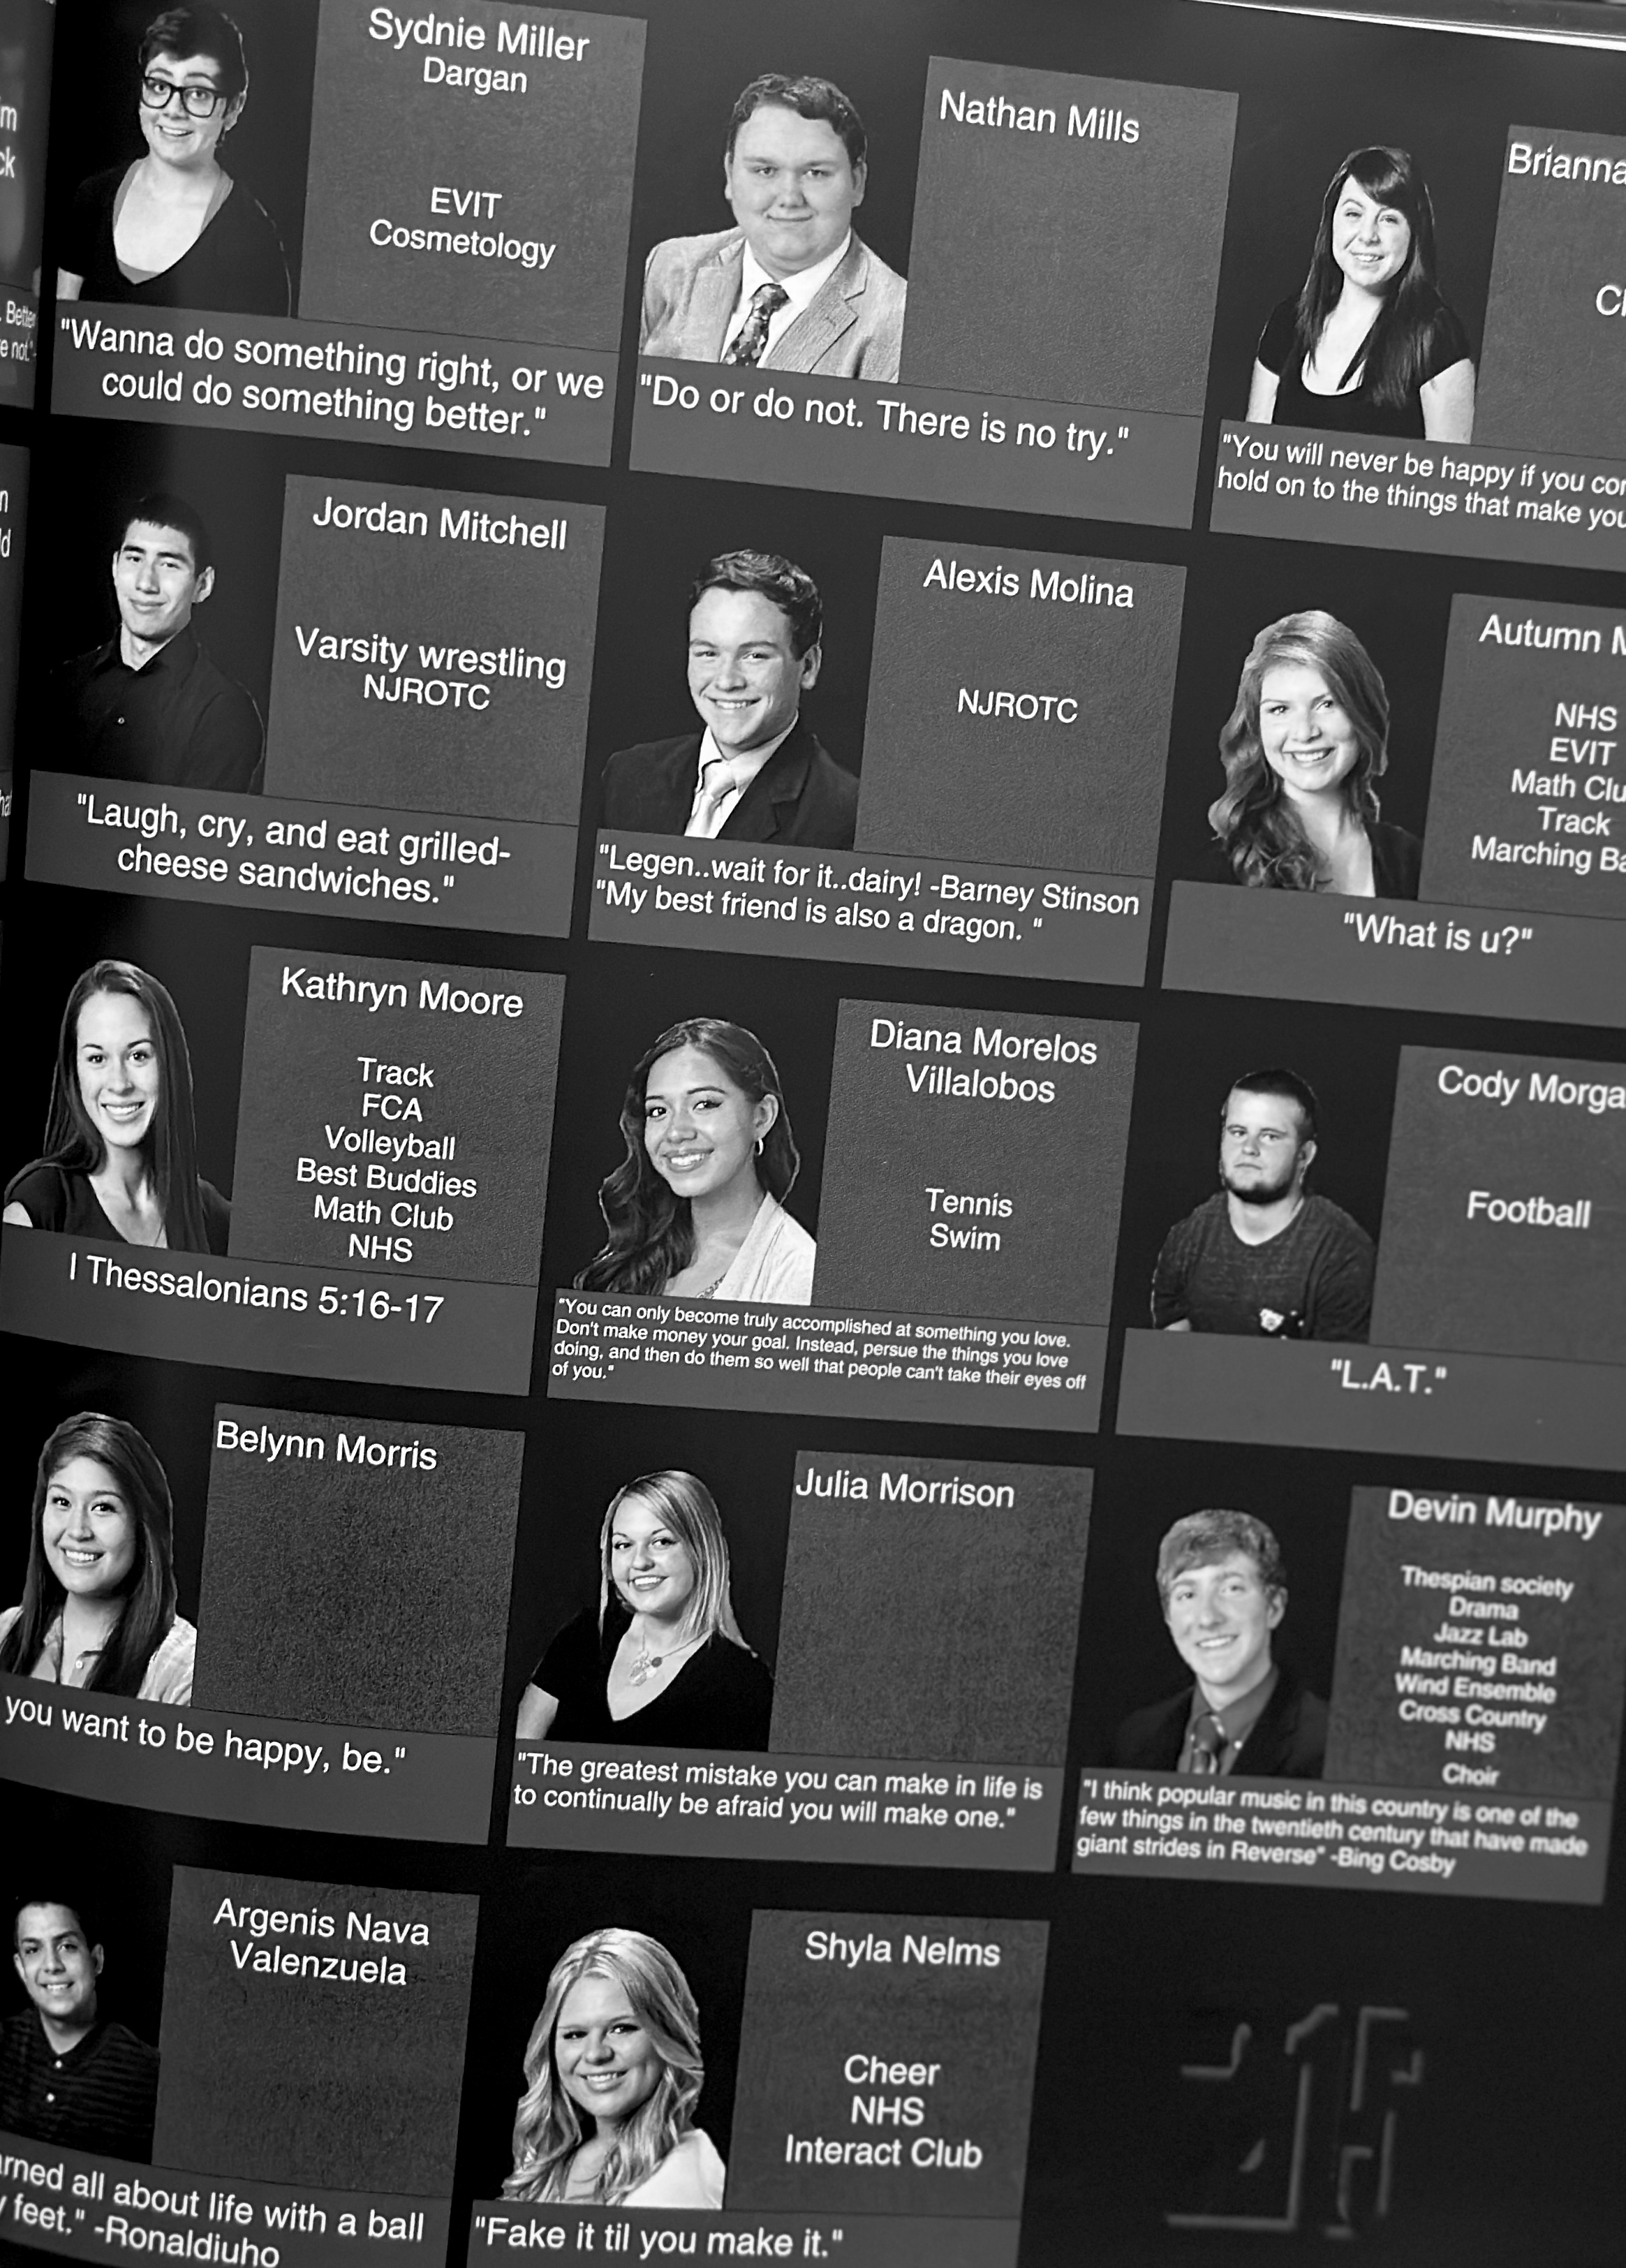 Sydnie Miller
Dargan
EVIT
Cosmetology
"Wanna do something right, or we
could do something better."
Nathan Mills
"Do or do not. There is no try."
Brianna
"You will never be happy if you
hold on to the things that make you
Jordan Mitchell
Varsity wrestling
NJROTC
"Laugh, cry, and eat grilled-
cheese sandwiches."
Alexis Molina
NJROTC
"Legen..wait for it..dairy! -Barney Stinson
"My best friend is also a dragon. "
Autumn M
NHS
EVIT
Math Clu
Track
Marching Ba
"What is u?"
Kathryn Moore
Track
FCA
Volleyball
Best Buddies
Math Club
NHS
I Thessalonians 5:16-17
Diana Morelos
Villalobos
Tennis
Swim
"You can only become truly accomplished at something you love.
Don't make money your goal. Instead, persue the things you love
doing, and then do them so well that people can't take their eyes off
of you."
Cody Morga
Football
"L.A.T."
Belynn Morris
you want to be happy, be."
Julia Morrison
"The greatest mistake you can make in life is
to continually be afraid you will make one."
Devin Murphy
Thespian society
Drama
Jazz Lab
Marching Band
Wind Ensemble
Cross Country
NHS
Choir
"I think popular music in this country is one of the
few things in the twentieth century that have made
giant strides in Reverse" -Bing Cosby
Argenis Nava
Valenzuela
rned all about life with a ball
feet." -Ronaldiuho
Shyla Nelms
Cheer
NHS
Interact Club
"Fake it til you make it."